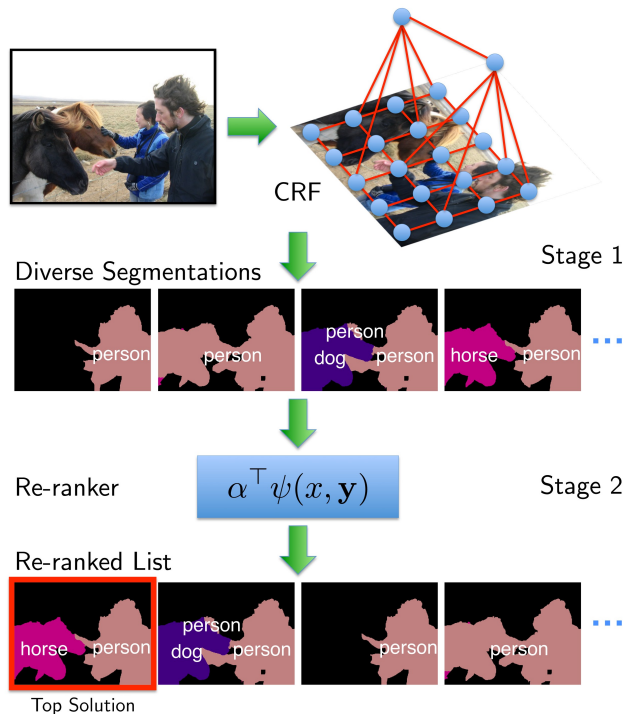 CRF
Stage 1
Diverse Segmentations
person
person
person
dog
person
horse
person
...
Re-ranker
α⊤ψ(x, y)
Stage 2
Re-ranked List
horse
person
person
dog
person
person
person
...
Top Solution